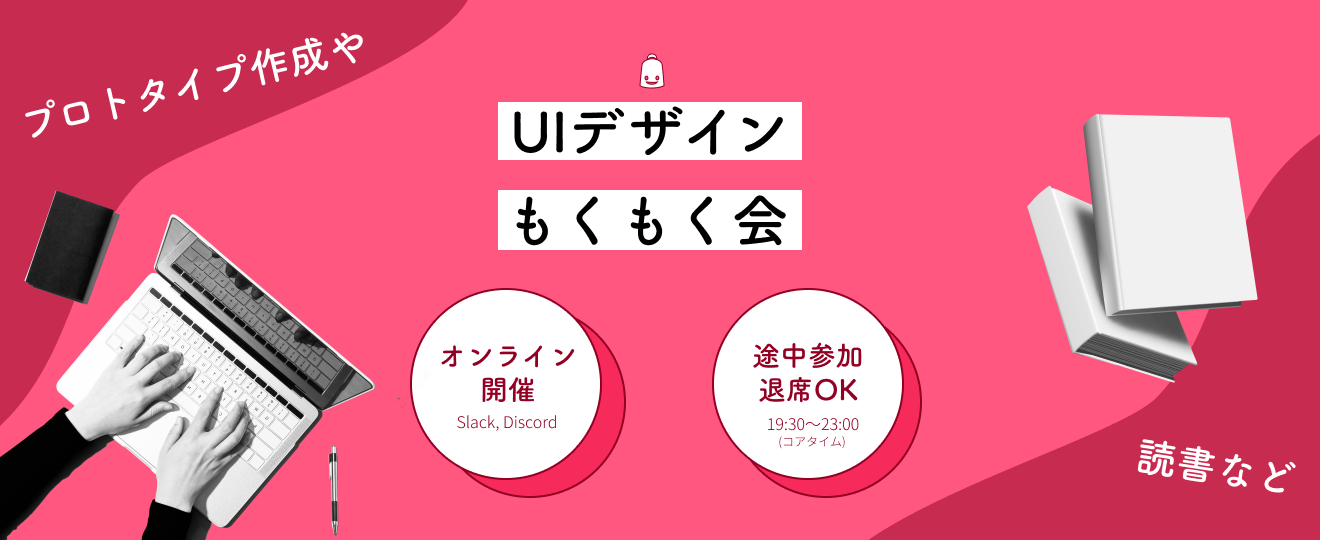 プロトタイプ作成や
UIデザイン
もくもく会
オンライン
開催
Slack, Discord
途中参加
退席OK
19:30〜23:00
(コアタイム)
読書など